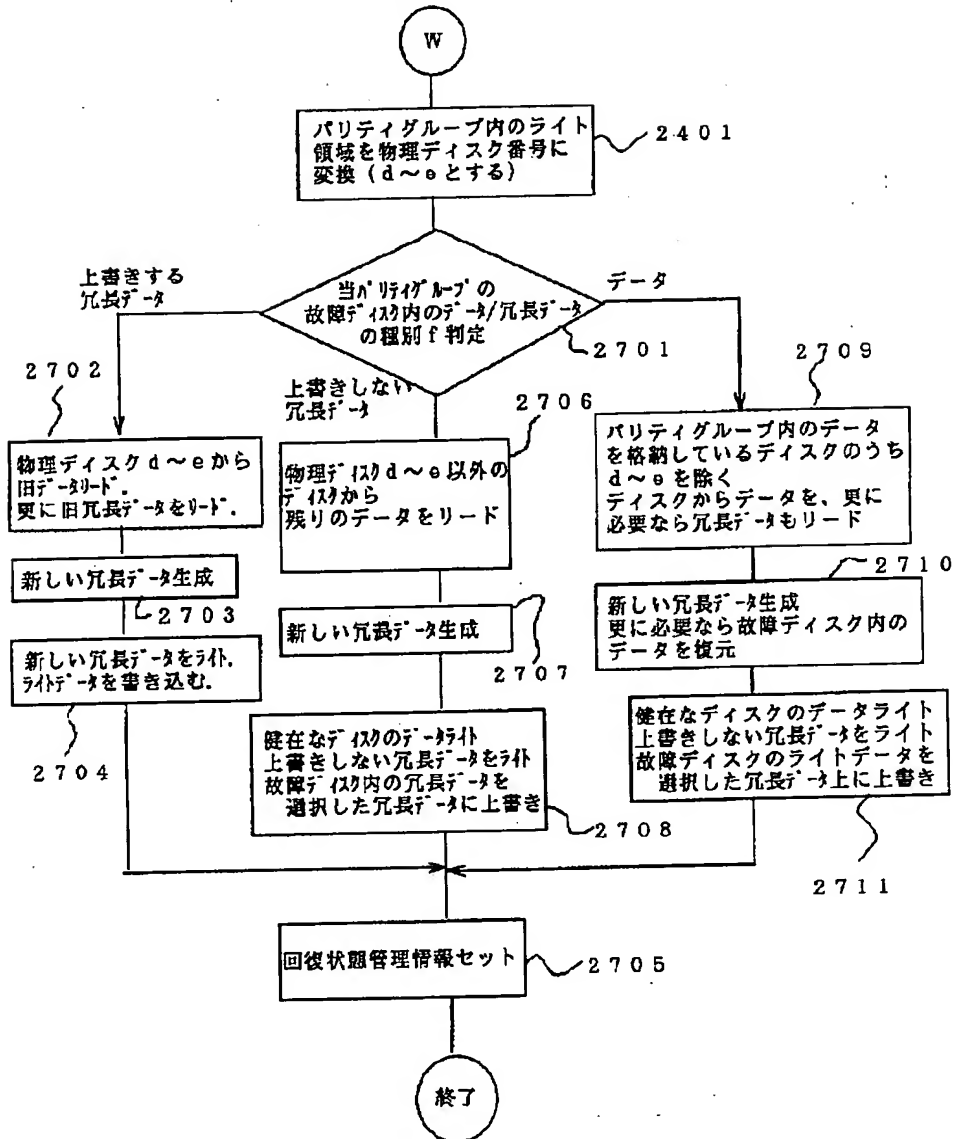 W
パリティグループ内のライト
領域を物理ディスク番号に
変換(d～eとする)
2401
上書きする
冗長データ
当パリティグループの
故障ディスク内のデータ/冗長データ
の種別f判定
データ
2701
2702
上書きしない
冗長データ
2706
2709
物理ディスクd～eから
旧データリード.
更に旧冗長データをリード.
物理ディスクd～e以外の
ディスクから
残りのデータをリード
パリティグループ内のデータ
を格納しているディスクのうち
d～eを除く
ディスクからデータを、更に
必要なら冗長データもリード
新しい冗長データ生成
2703
新しい冗長データ生成
2707
2710
新しい冗長データ生成
更に必要なら故障ディスク内の
データを復元
新しい冗長データをライト.
ライトデータを書き込む.
2704
健在なディスクのデータライト
上書きしない冗長データをライト
故障ディスク内の冗長データを
選択した冗長データに上書き
2708
健在なディスクのデータライト
上書きしない冗長データをライト
故障ディスクのライトデータを
選択した冗長データ上に上書き
2711
回復状態管理情報セット
2705
終了